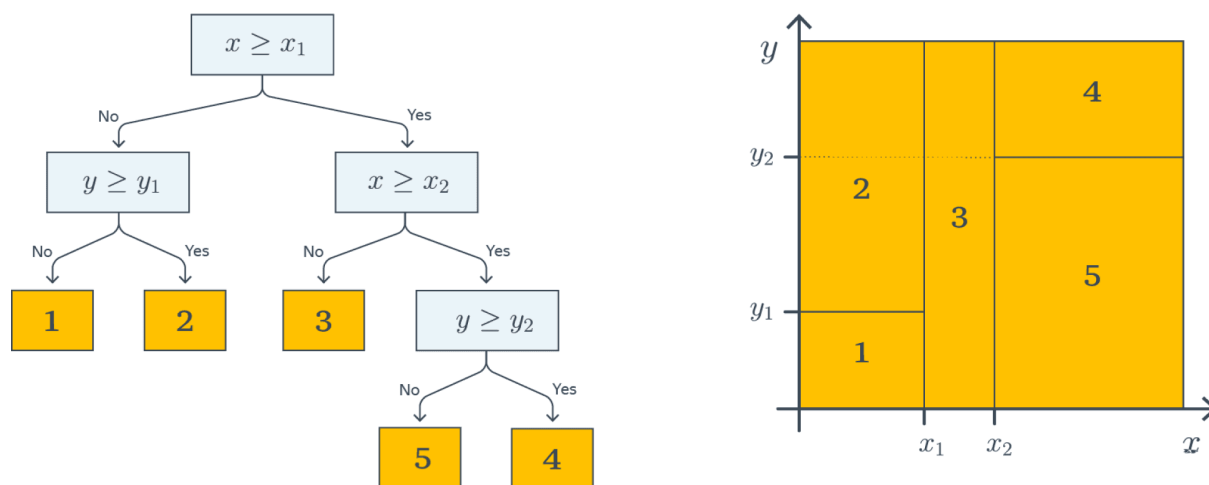 x ≥ x₁
No
Yes
y ≥ y₁
x ≥ x₂
No
Yes
No
Yes
1
2
3
y ≥ y₂
No
Yes
5
4
y
4
y₂
2
3
5
y₁
1
x₁
x₂
x